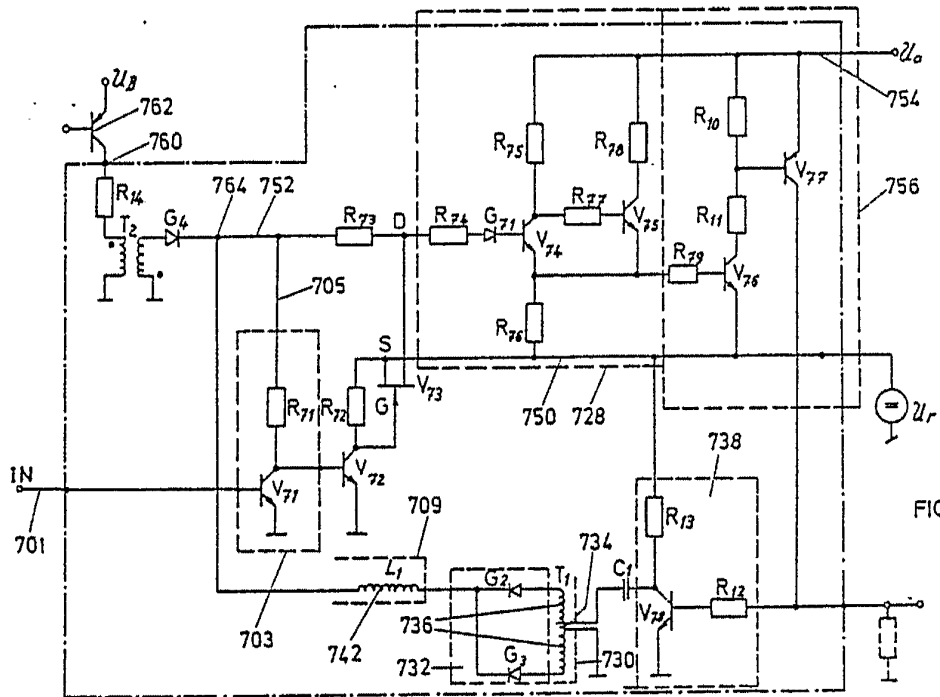 U_B
762
760
R14
T2
G4
764
752
705
R73
D
R74
G71
R75
R77
R78
V74
V75
R76
R79
R10
R11
V76
V77
U_a
754
756
S
G
V73
R71
R72
V71
V72
750
728
U_r
IN
701
703
709
L1
742
G2
G3
T1
736
732
730
734
C1
738
R13
R12
V78
FIG